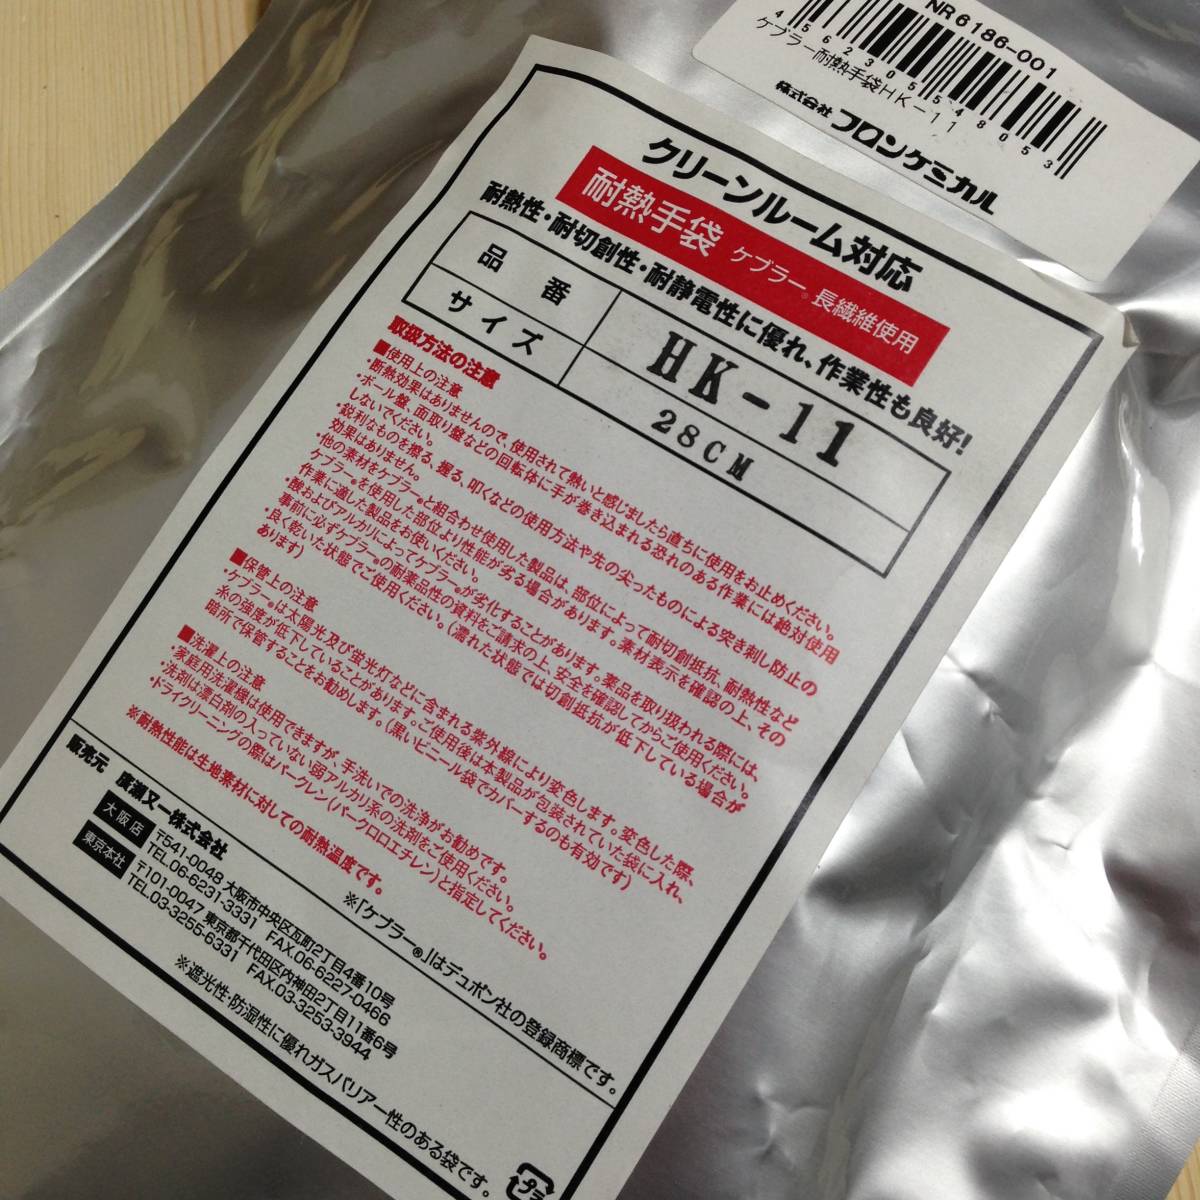 NR6186-001
4562305548053
ケブラー耐熱手袋HK-11
株式会社 フロンケミカル
クリーンルーム対応
耐熱手袋 ケブラー®長繊維使用
耐熱性・耐切創性・耐静電性に優れ、作業性も良好!
品番 HK-11
サイズ 28CM
取扱方法の注意
■使用上の注意
・断熱効果はありませんので、使用されて熱いと感じましたら直ちに使用をお止めください。
・ボール盤、面取り盤などの回転体に手が巻き込まれる恐れのある作業には絶対使用
しないでください。
・鋭利なものを擦る、握る、叩くなどの使用方法や先の尖ったものによる突き刺し防止の
効果はありません。
・他の素材をケブラー®と組合わせ使用した製品は、部位によって耐切創抵抗、耐熱性など
ケブラー®を使用した部位より性能が劣る場合があります。素材表示を確認の上、その
作業に適した製品をお使いください。
・酸およびアルカリによってケブラー®が劣化することがあります。薬品を取り扱われる際には、
事前に必ずケブラー®の耐薬品性の資料をご請求の上、安全を確認してからご使用ください。
・良く乾いた状態でご使用ください。(濡れた状態では切創抵抗が低下している場合が
あります)
■保管上の注意
ケブラー®は太陽光及び蛍光灯などに含まれる紫外線により変色します。変色した際、
糸の強度が低下していることがあります。ご使用後は本製品が包装されていた袋に入れ、
暗所で保管することをお勧めします。(黒いビニール袋でカバーするのも有効です)
■洗濯上の注意
・家庭用洗濯機は使用できますが、手洗いでの洗浄がお勧めです。
・洗剤は漂白剤の入っていない弱アルカリ系の洗剤をご使用ください。
・ドライクリーニングの際はパークレン(パークロロエチレン)と指定してください。
※耐熱性能は生地素材に対しての耐熱温度です。
※「ケブラー®」はデュポン社の登録商標です。
販売元 廣瀬又一株式会社
大阪店 〒541-0048 大阪市中央区瓦町2丁目4番10号
TEL.06-6231-3331 FAX.06-6227-0466
東京本社 〒101-0047 東京都千代田区内神田2丁目11番6号
TEL.03-3255-6331 FAX.03-3253-3944
※遮光性・防湿性に優れガスバリアー性のある袋です。
プラ